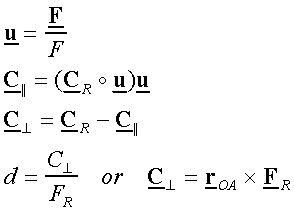 u = F / F
C∥ = (C_R ∘ u)u
C⊥ = C_R − C∥
d = C⊥ / F_R or C⊥ = r_OA × F_R